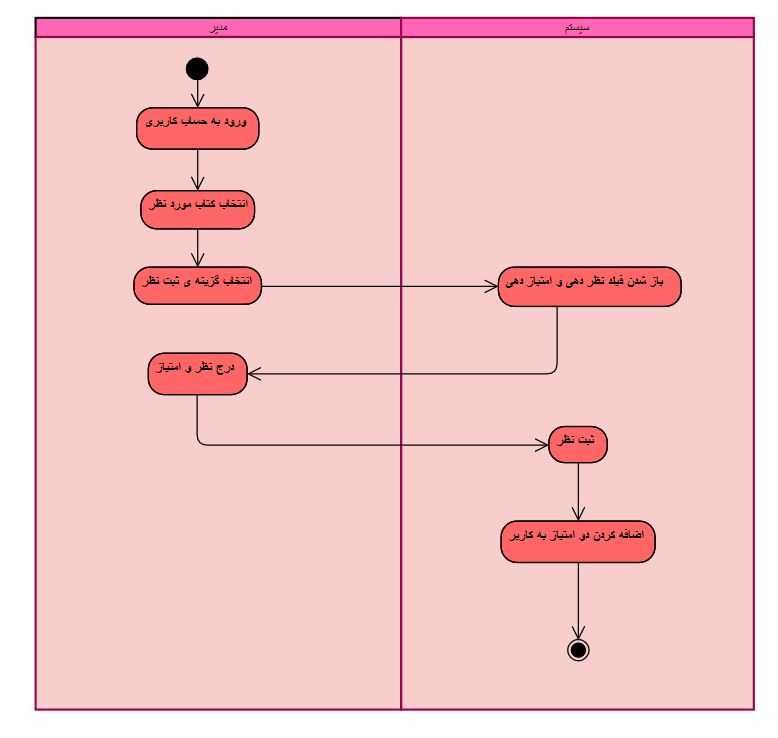 مدیر
سیستم
ورود به حساب کاربری
انتخاب کتاب مورد نظر
انتخاب گزینه ی ثبت نظر
باز شدن فیلد نظر دهی و امتیاز دهی
درج نظر و امتیاز
ثبت نظر
اضافه کردن دو امتیاز به کاربر